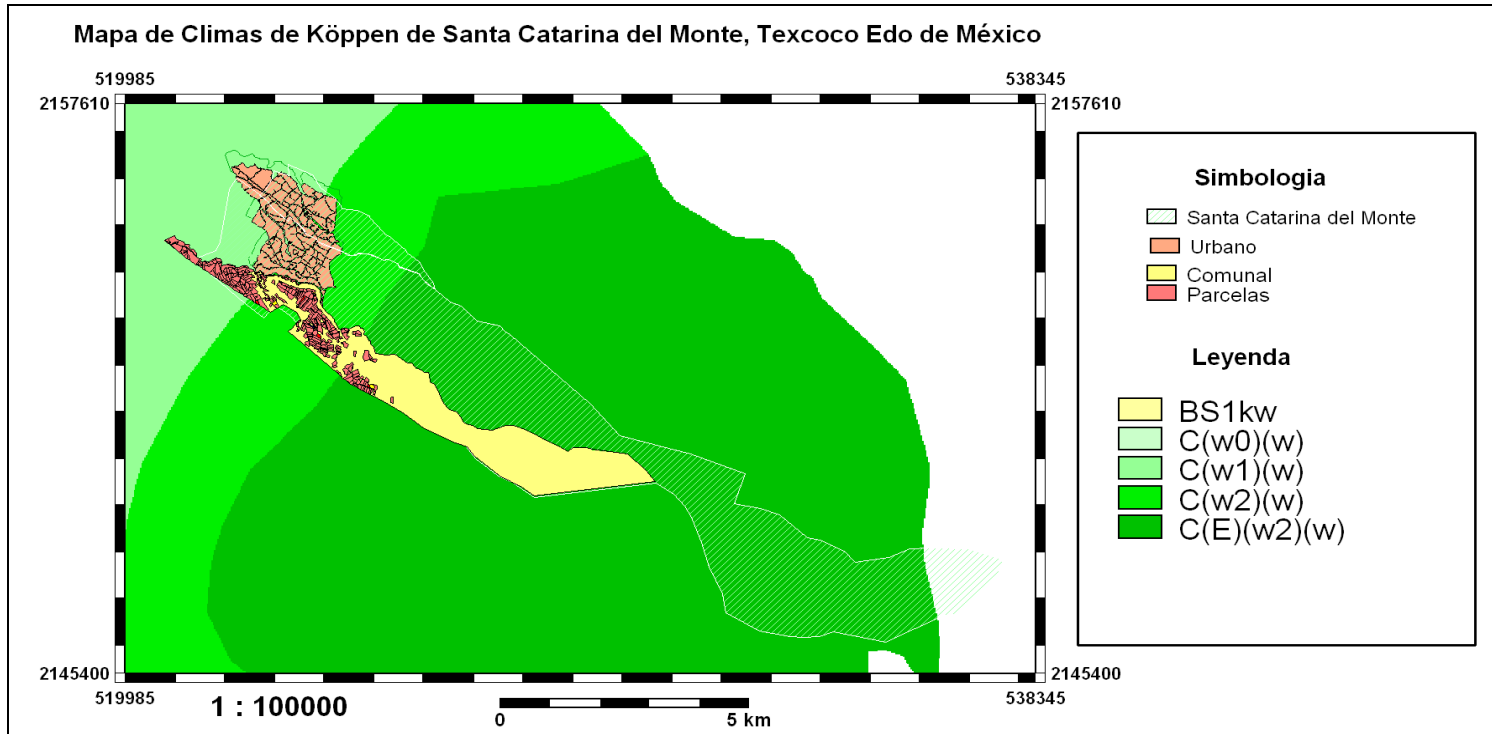 Mapa de Climas de Köppen de Santa Catarina del Monte, Texcoco Edo de México
519985
538345
2157610
2157610
Simbologia
Santa Catarina del Monte
Urbano
Comunal
Parcelas
Leyenda
BS1kw
C(w0)(w)
C(w1)(w)
C(w2)(w)
C(E)(w2)(w)
2145400
2145400
519985
538345
1 : 100000
0
5 km